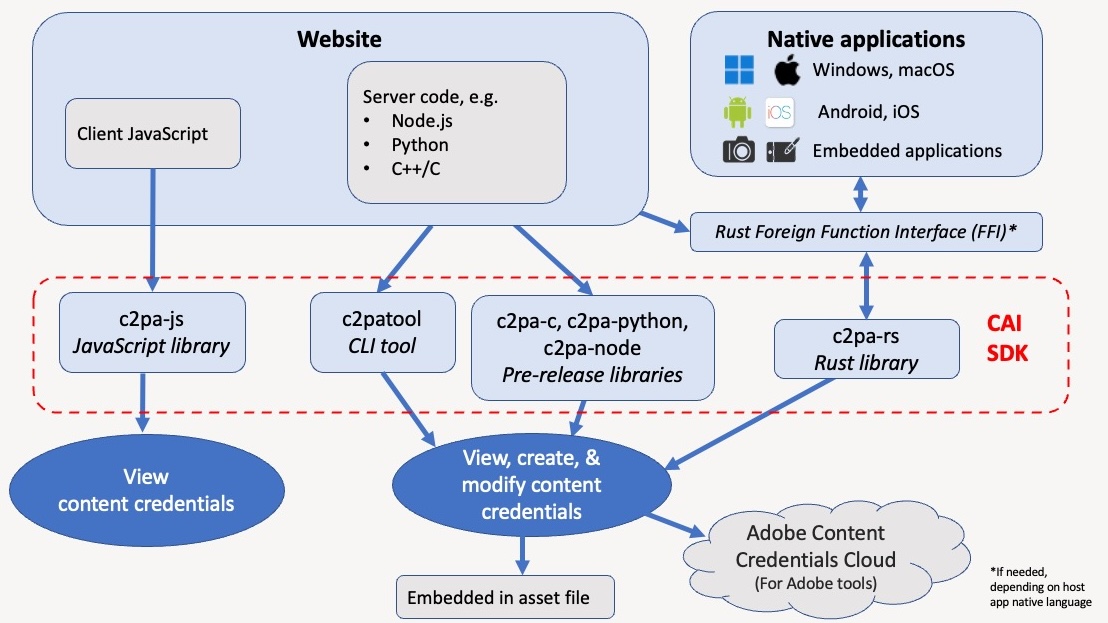 Website
Client JavaScript
Server code, e.g.
• Node.js
• Python
• C++/C
Native applications
Windows, macOS
iOS
Android, iOS
Embedded applications
Rust Foreign Function Interface (FFI)*
c2pa-js
JavaScript library
c2patool
CLI tool
c2pa-c, c2pa-python,
c2pa-node
Pre-release libraries
c2pa-rs
Rust library
CAI
SDK
View
content credentials
View, create, &
modify content
credentials
Adobe Content
Credentials Cloud
(For Adobe tools)
Embedded in asset file
*If needed,
depending on host
app native language